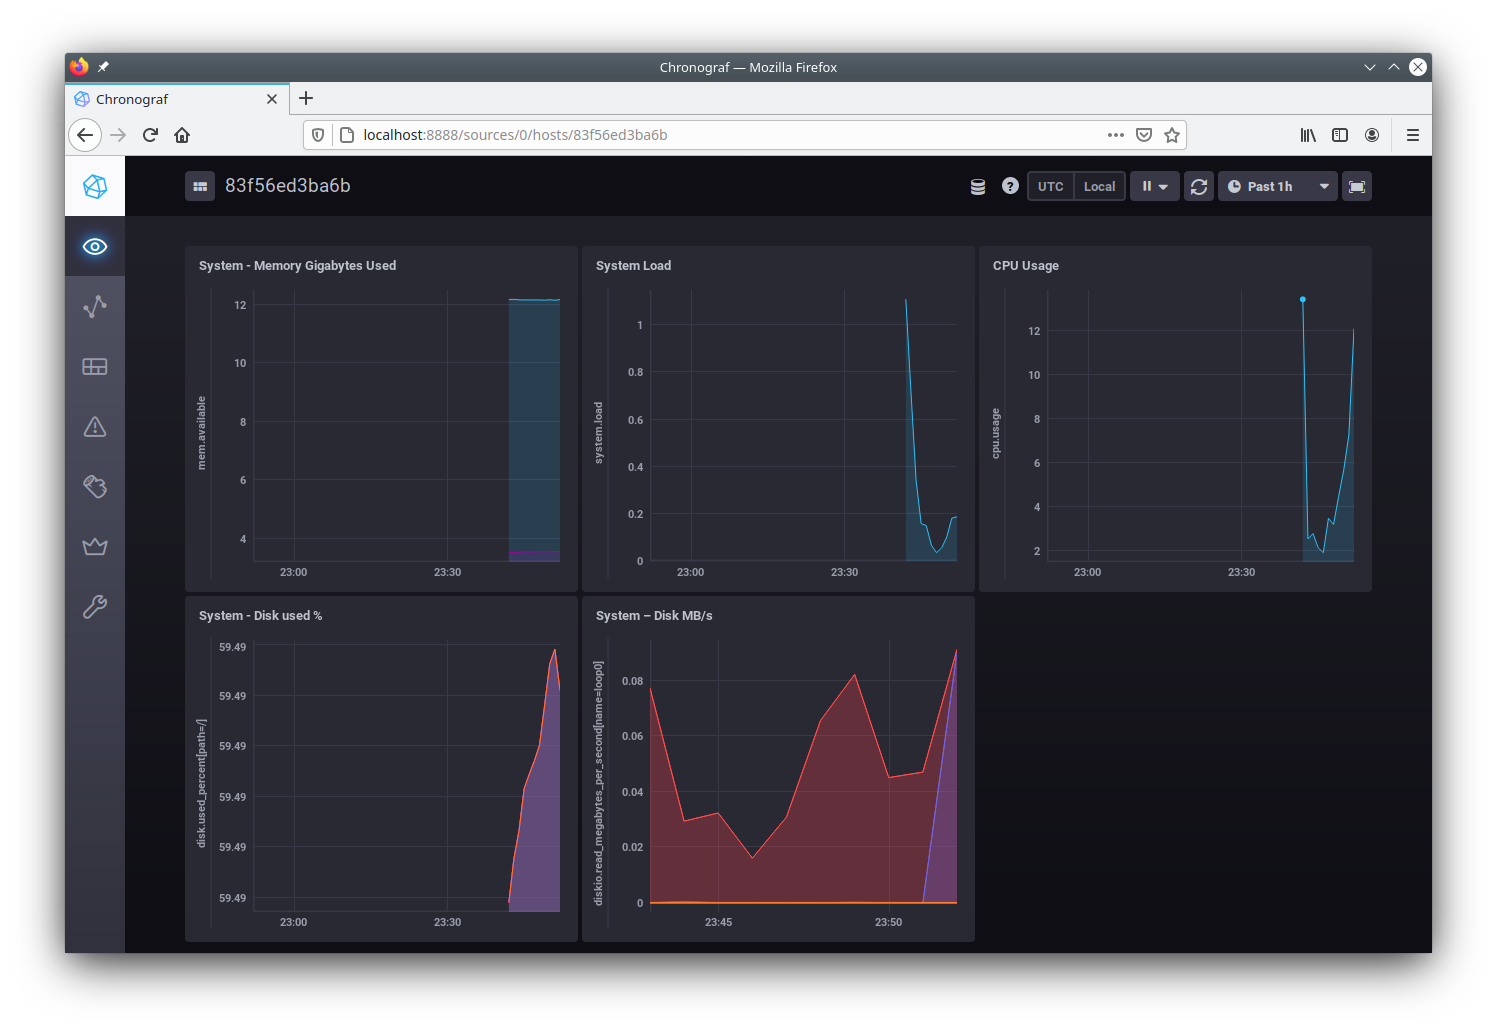 Chronograf — Mozilla Firefox
Chronograf
localhost:8888/sources/0/hosts/83f56ed3ba6b
83f56ed3ba6b
UTC Local Past 1h
System - Memory Gigabytes Used
mem.available
12
10
8
6
4
23:00 23:30
System Load
system.load
1
0.8
0.6
0.4
0.2
0
23:00 23:30
CPU Usage
cpu.usage
12
10
8
6
4
2
23:00 23:30
System - Disk used %
disk.used_percent[path=/]
59.49
59.49
59.49
59.49
59.49
59.49
23:00 23:30
System – Disk MB/s
diskio.read_megabytes_per_second[name=loop0]
0.08
0.06
0.04
0.02
0
23:45 23:50